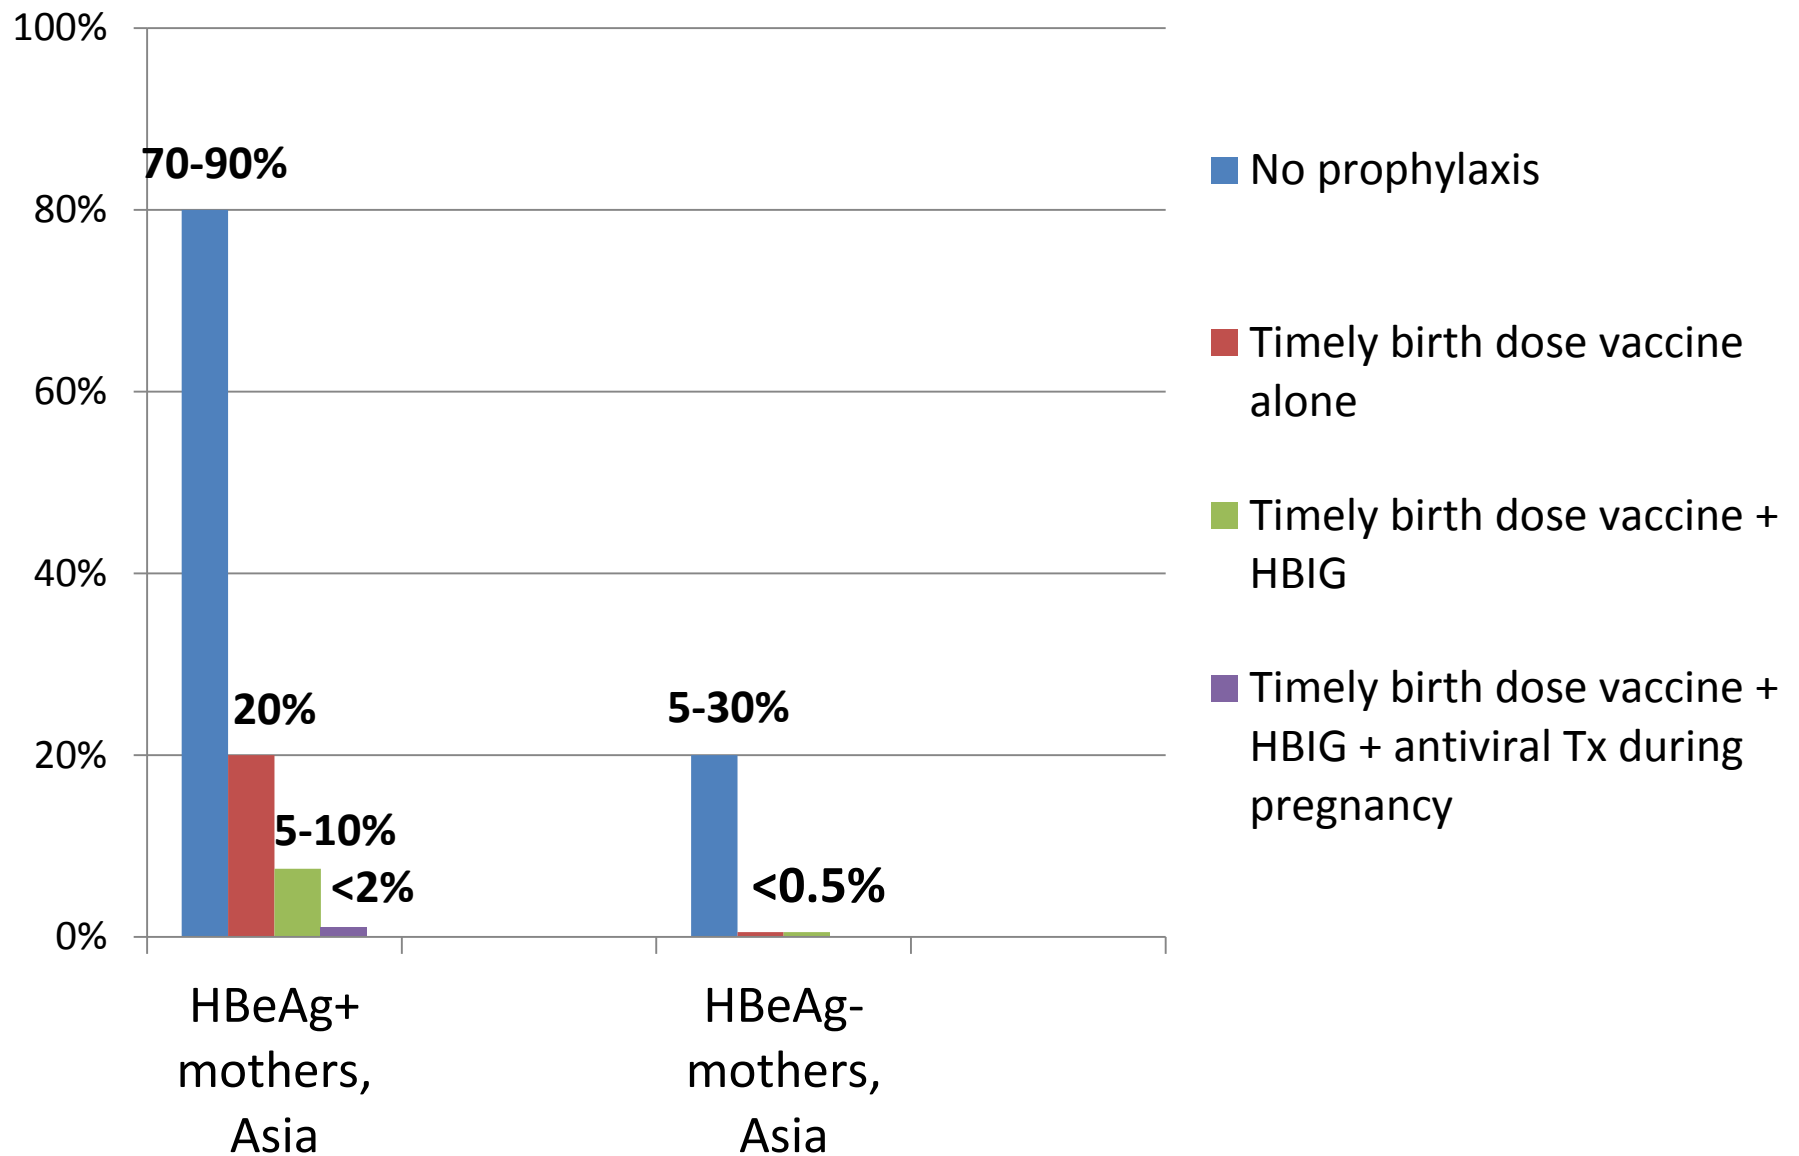 100%
80%
60%
40%
20%
0%
70-90%
20%
5-10%
<2%
5-30%
<0.5%
HBeAg+
mothers,
Asia
HBeAg-
mothers,
Asia
No prophylaxis
Timely birth dose vaccine
alone
Timely birth dose vaccine +
HBIG
Timely birth dose vaccine +
HBIG + antiviral Tx during
pregnancy